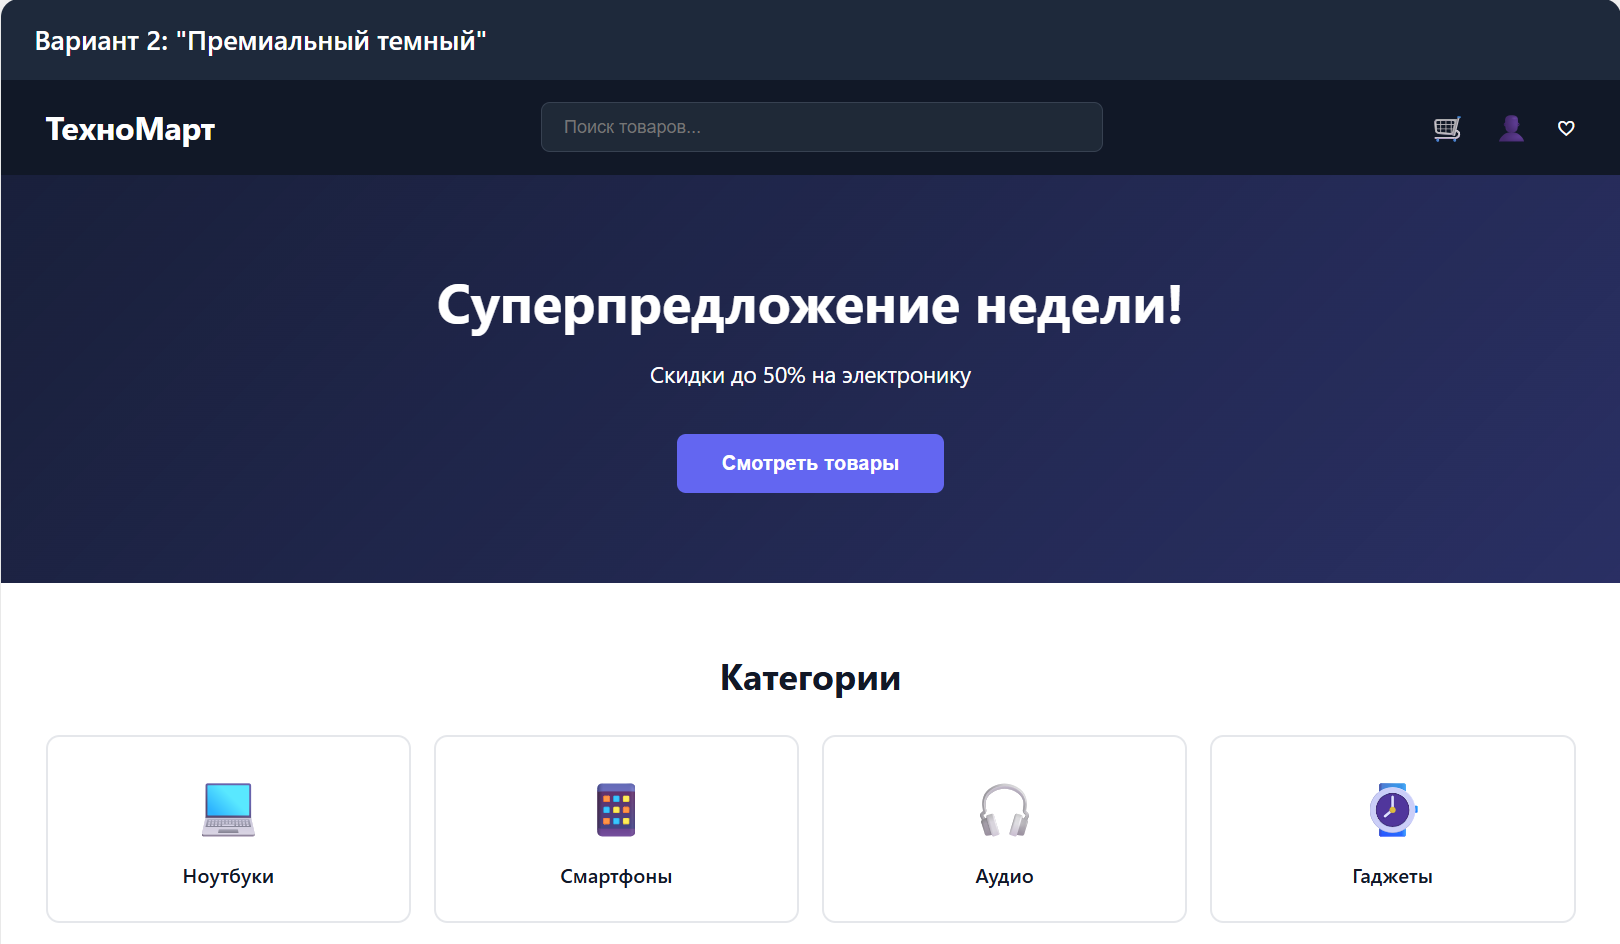 Вариант 2: "Премиальный темный"
ТехноМарт
Поиск товаров...
Суперпредложение недели!
Скидки до 50% на электронику
Смотреть товары
Категории
Ноутбуки
Смартфоны
Аудио
Гаджеты